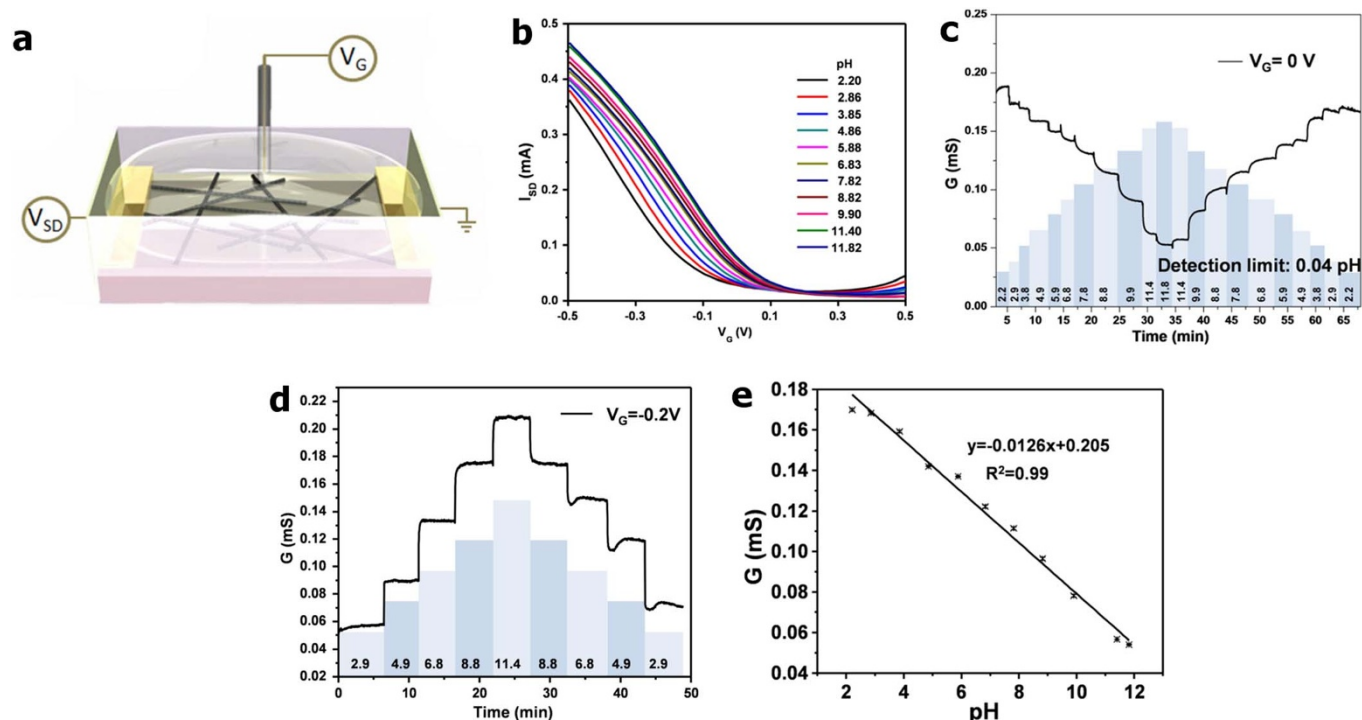 a
V_G
V_SD
b
I_SD (mA)
0.5
0.4
0.3
0.2
0.1
0.0
-0.5
-0.3
-0.1
0.1
0.3
0.5
V_G (V)
pH
2.20
2.86
3.85
4.86
5.88
6.83
7.82
8.82
9.90
11.40
11.82
c
V_G= 0 V
G (mS)
0.25
0.20
0.15
0.10
0.05
0.00
Detection limit: 0.04 pH
2.2 2.9 3.8 4.9 5.9 6.8 7.8 8.8 9.9 11.4 11.8 11.4 9.9 8.8 7.8 6.8 5.9 4.9 3.8 2.9 2.2
5 10 15 20 25 30 35 40 45 50 55 60 65
Time (min)
d
V_G=-0.2V
G (mS)
0.22
0.20
0.18
0.16
0.14
0.12
0.10
0.08
0.06
0.04
0.02
2.9 4.9 6.8 8.8 11.4 8.8 6.8 4.9 2.9
0 10 20 30 40 50
Time (min)
e
G (mS)
0.18
0.16
0.14
0.12
0.10
0.08
0.06
0.04
y=-0.0126x+0.205
R²=0.99
2 4 6 8 10 12
pH